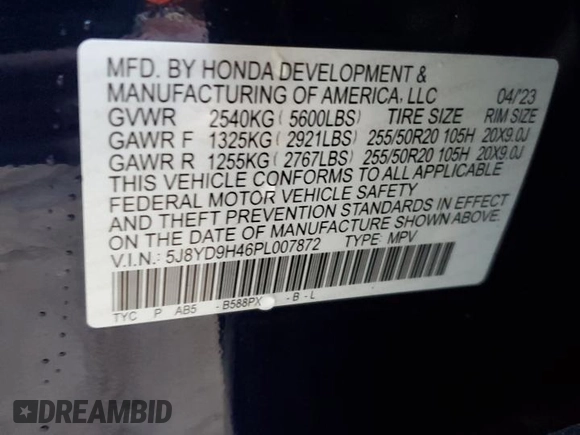 MFD. BY HONDA DEVELOPMENT &
MANUFACTURING OF AMERICA, LLC 04/'23
GVWR 2540KG (5600LBS) TIRE SIZE RIM SIZE
GAWR F 1325KG (2921LBS) 255/50R20 105H 20X9.0J
GAWR R 1255KG (2767LBS) 255/50R20 105H 20X9.0J
THIS VEHICLE CONFORMS TO ALL APPLICABLE
FEDERAL MOTOR VEHICLE SAFETY
AND THEFT PREVENTION STANDARDS IN EFFECT
ON THE DATE OF MANUFACTURE SHOWN ABOVE.
V.I.N.: 5J8YD9H46PL007872 TYPE: MPV
TYC P AB5 - B588PX - B - L
DREAMBID